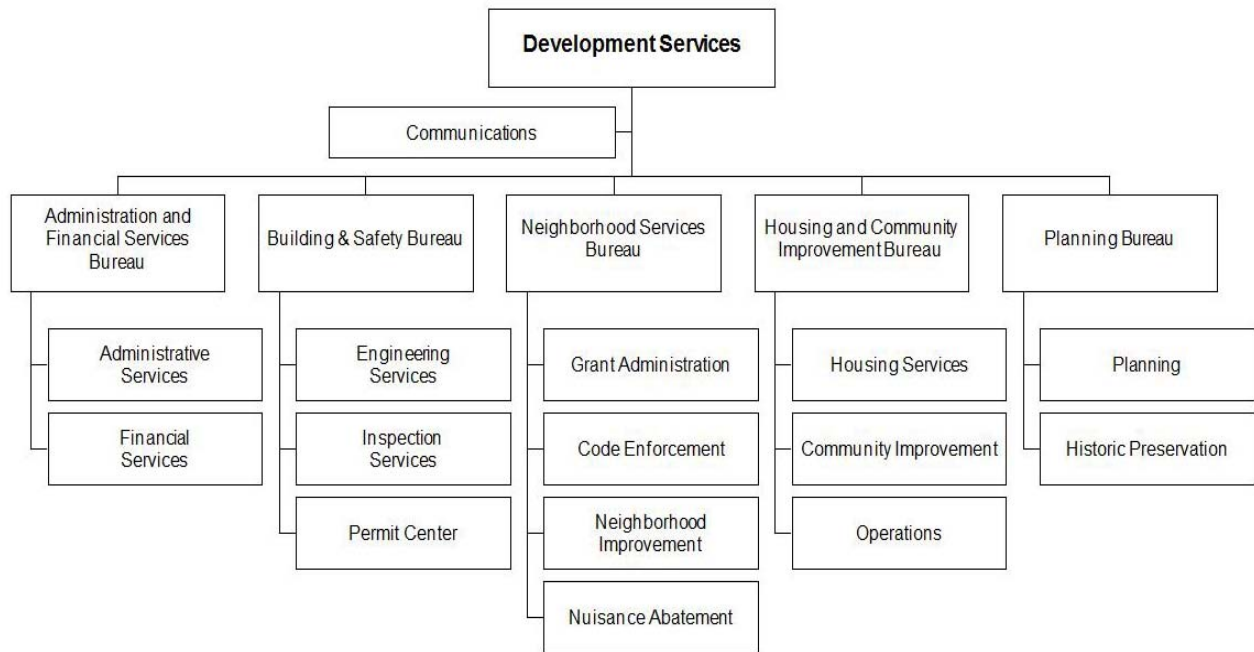 Development Services
Communications
Administration and
Financial Services
Bureau
Building & Safety Bureau
Neighborhood Services
Bureau
Housing and Community
Improvement Bureau
Planning Bureau
Administrative
Services
Financial
Services
Engineering
Services
Inspection
Services
Permit Center
Grant Administration
Code Enforcement
Neighborhood
Improvement
Nuisance Abatement
Housing Services
Community Improvement
Operations
Planning
Historic Preservation